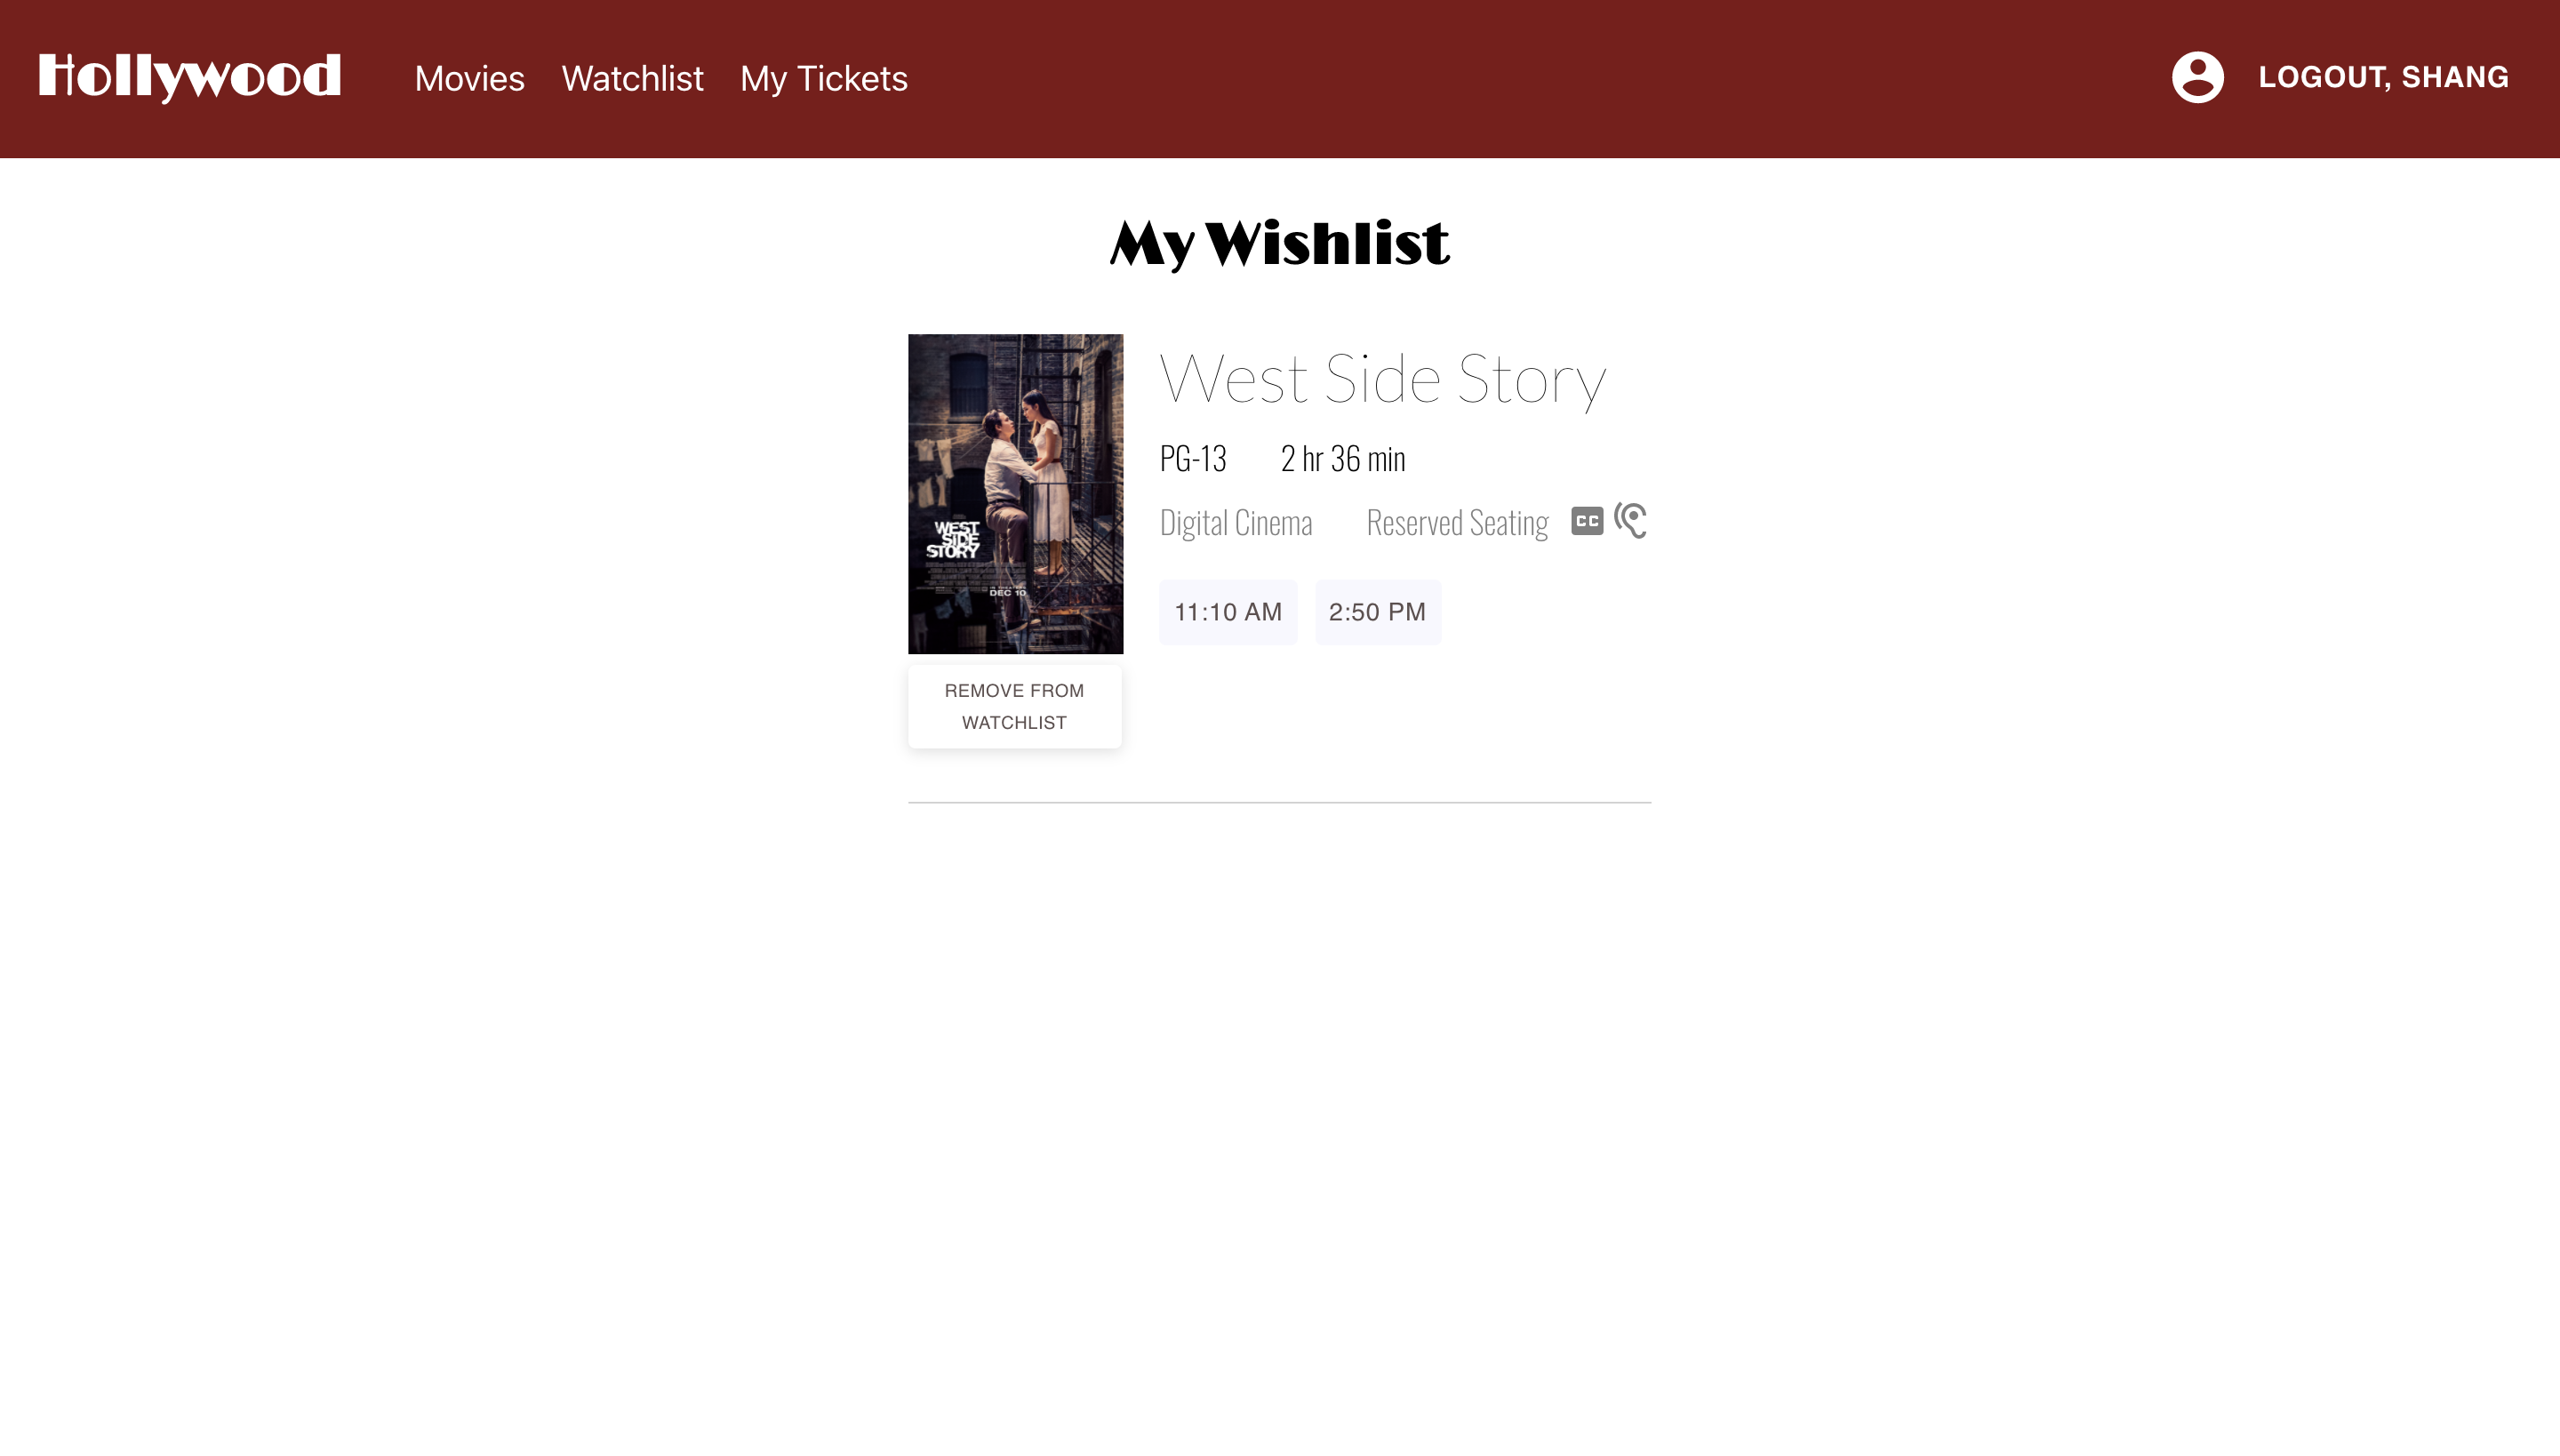 Hollywood
Movies
Watchlist
My Tickets
LOGOUT, SHANG
My Wishlist
West Side Story
PG-13
2 hr 36 min
Digital Cinema
Reserved Seating
CC
11:10 AM
2:50 PM
WEST
SIDE
STORY
DEC 10
REMOVE FROM
WATCHLIST